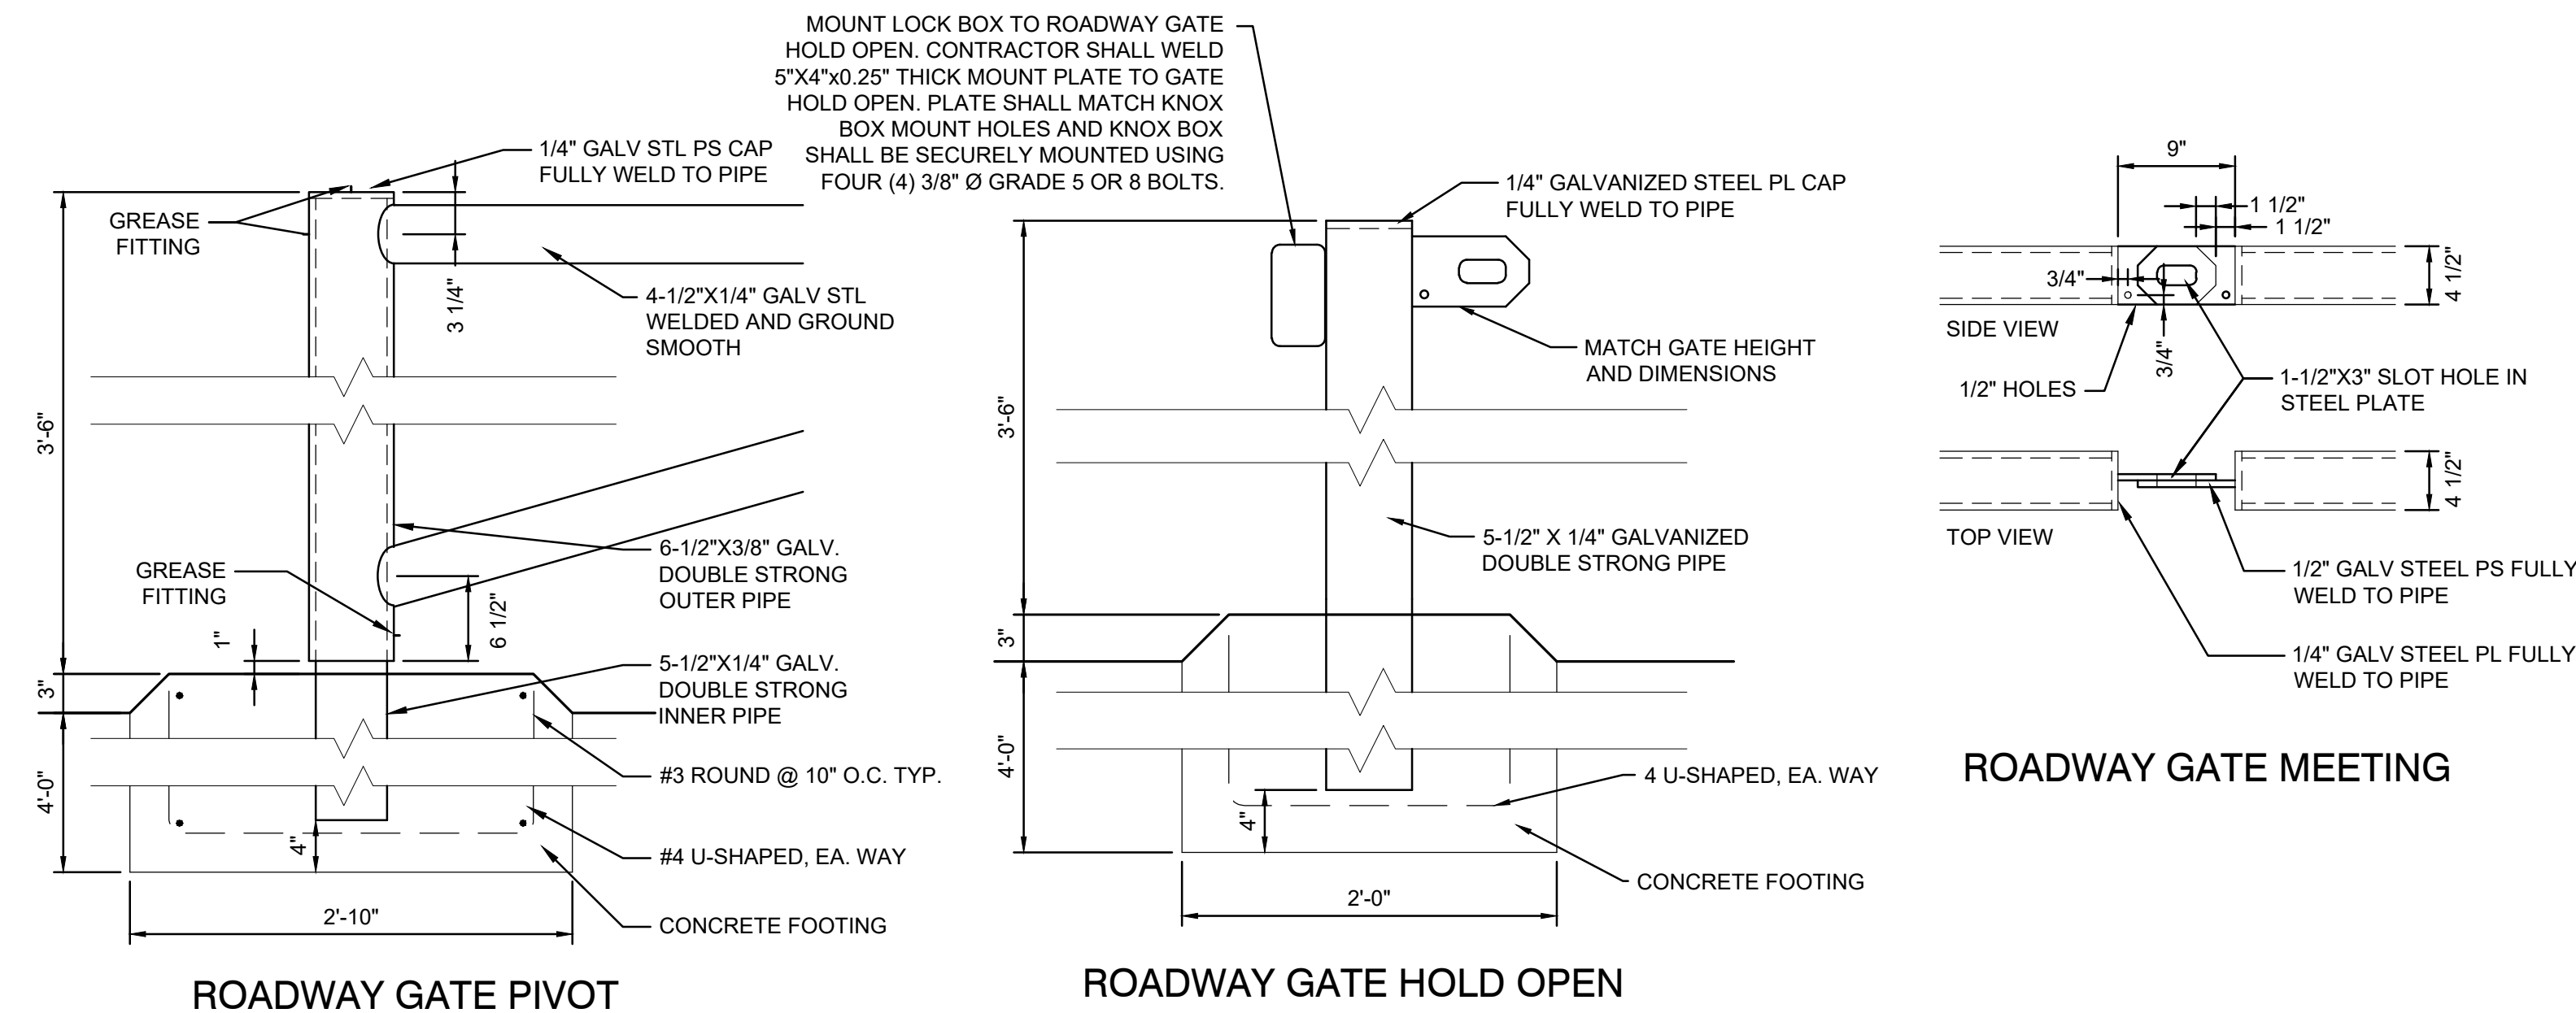 1/4" GALV STL PS CAP
FULLY WELD TO PIPE
GREASE
FITTING
3 1/4"
4-1/2"X1/4" GALV STL
WELDED AND GROUND
SMOOTH
3'-6"
6-1/2"X3/8" GALV.
DOUBLE STRONG
OUTER PIPE
GREASE
FITTING
6 1/2"
1"
5-1/2"X1/4" GALV.
DOUBLE STRONG
INNER PIPE
3"
#3 ROUND @ 10" O.C. TYP.
4'-0"
4"
#4 U-SHAPED, EA. WAY
CONCRETE FOOTING
2'-10"
ROADWAY GATE PIVOT
MOUNT LOCK BOX TO ROADWAY GATE
HOLD OPEN. CONTRACTOR SHALL WELD
5"X4"x0.25" THICK MOUNT PLATE TO GATE
HOLD OPEN. PLATE SHALL MATCH KNOX
BOX MOUNT HOLES AND KNOX BOX
SHALL BE SECURELY MOUNTED USING
FOUR (4) 3/8" Ø GRADE 5 OR 8 BOLTS.
1/4" GALVANIZED STEEL PL CAP
FULLY WELD TO PIPE
MATCH GATE HEIGHT
AND DIMENSIONS
3'-6"
5-1/2" X 1/4" GALVANIZED
DOUBLE STRONG PIPE
3"
4'-0"
4 U-SHAPED, EA. WAY
4"
CONCRETE FOOTING
2'-0"
ROADWAY GATE HOLD OPEN
9"
1 1/2"
1 1/2"
3/4"
4 1/2"
SIDE VIEW
3/4"
1/2" HOLES
1-1/2"X3" SLOT HOLE IN
STEEL PLATE
4 1/2"
TOP VIEW
1/2" GALV STEEL PS FULLY
WELD TO PIPE
1/4" GALV STEEL PL FULLY
WELD TO PIPE
ROADWAY GATE MEETING